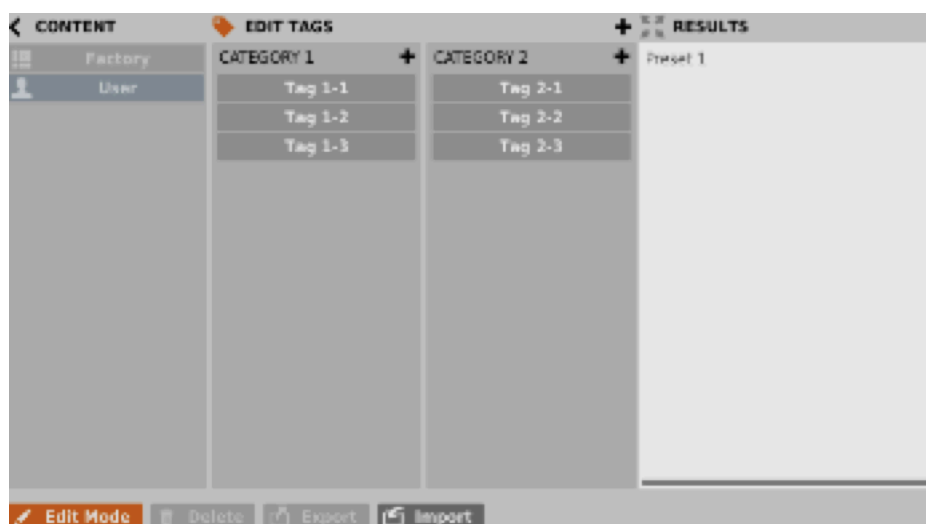 CONTENT
EDIT TAGS
RESULTS
Factory
User
CATEGORY 1
Tag 1-1
Tag 1-2
Tag 1-3
CATEGORY 2
Tag 2-1
Tag 2-2
Tag 2-3
Preset 1
Edit Mode
Delete
Export
Import